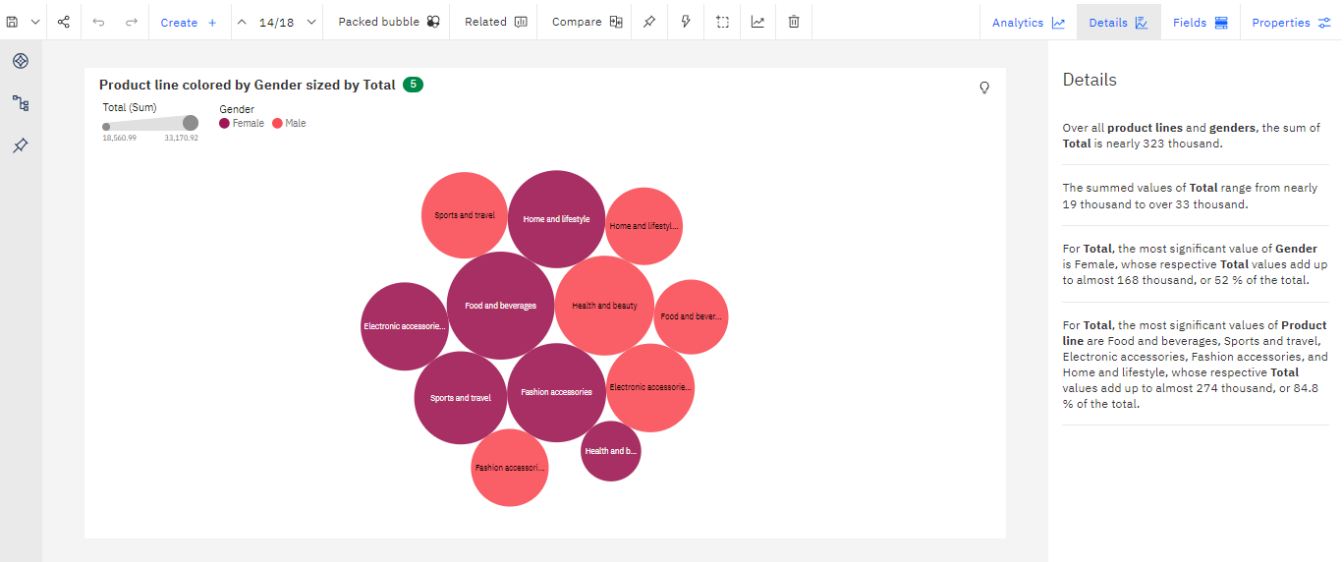 Create +
14/18
Packed bubble
Related
Compare
Analytics
Details
Fields
Properties
Product line colored by Gender sized by Total 5
Total (Sum)
18,560.99 33,170.92
Gender
Female Male
Sports and travel
Home and lifestyle
Home and lifestyl...
Food and beverages
Health and beauty
Food and bever...
Electronic accessorie...
Sports and travel
Fashion accessories
Electronic accessorie...
Fashion accessori...
Health and b...
Details
Over all product lines and genders, the sum of
Total is nearly 323 thousand.
The summed values of Total range from nearly
19 thousand to over 33 thousand.
For Total, the most significant value of Gender
is Female, whose respective Total values add up
to almost 168 thousand, or 52 % of the total.
For Total, the most significant values of Product
line are Food and beverages, Sports and travel,
Electronic accessories, Fashion accessories, and
Home and lifestyle, whose respective Total
values add up to almost 274 thousand, or 84.8
% of the total.